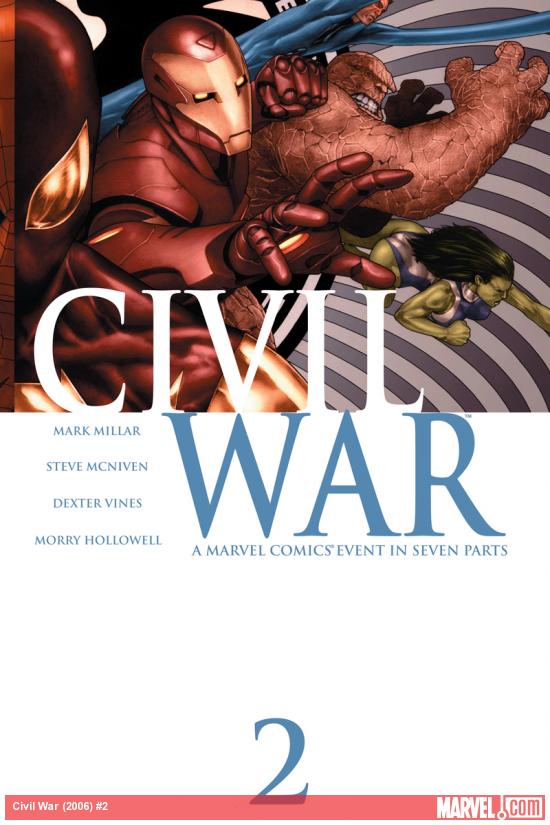 CIVIL
WAR™
MARK MILLAR
STEVE MCNIVEN
DEXTER VINES
MORRY HOLLOWELL
A MARVEL COMICS® EVENT IN SEVEN PARTS
2
Civil War (2006) #2
MARVEL.COM